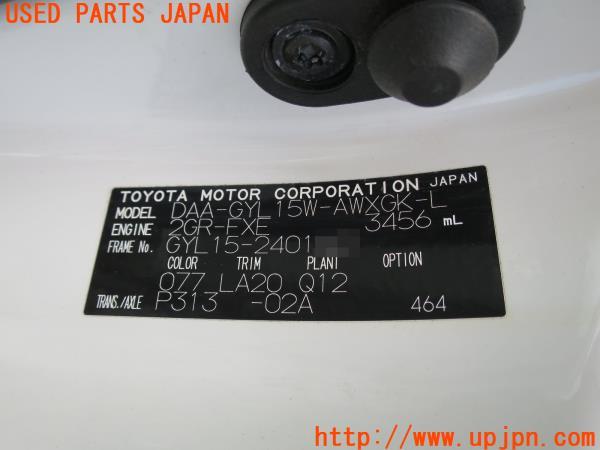 USED PARTS JAPAN
TOYOTA MOTOR CORPORATION JAPAN
MODEL DAA-GYL15W-AWXGK-L
ENGINE 2GR-FXE 3456 mL
FRAME No. GYL15-2401
COLOR TRIM PLANT OPTION
077 LA20 Q12
TRANS./AXLE P313 -02A 464
U-Parts
http://www.upjpn.com/